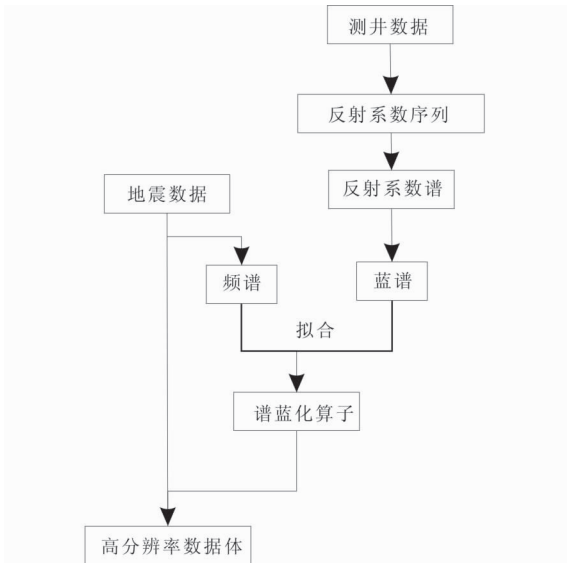 测井数据
反射系数序列
反射系数谱
地震数据
频谱
蓝谱
拟合
谱蓝化算子
高分辨率数据体